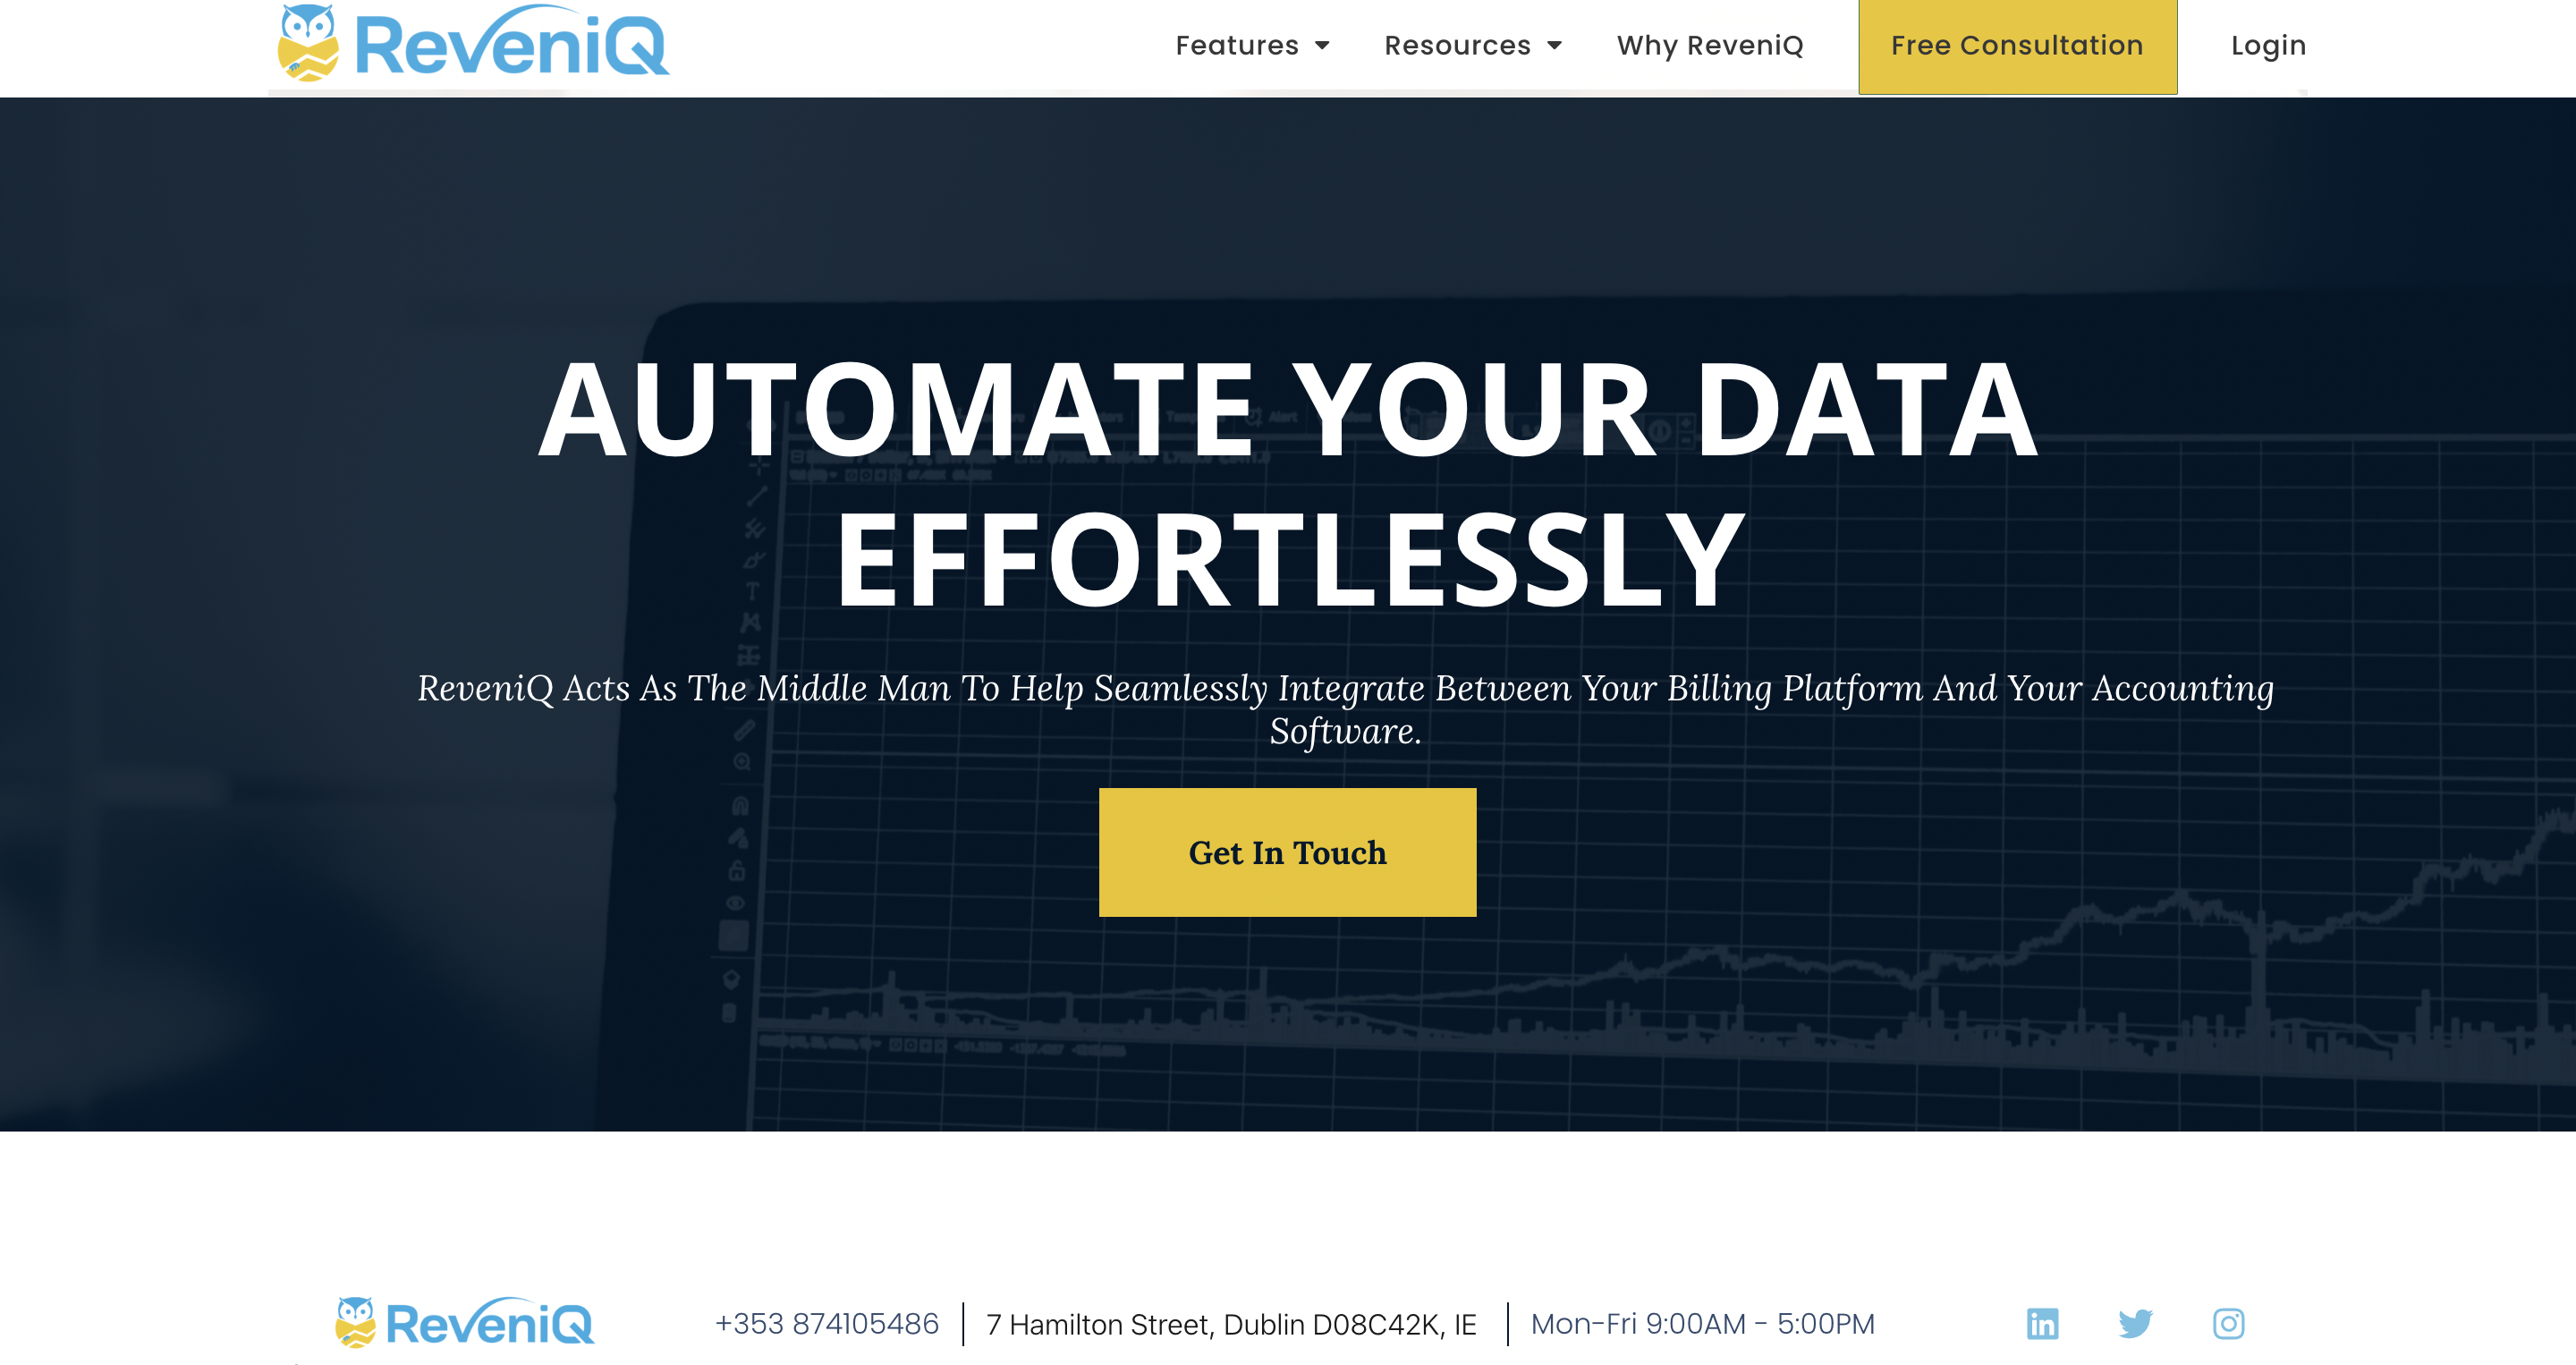 ReveniQ
Features
Resources
Why ReveniQ
Free Consultation
Login
AUTOMATE YOUR DATA
EFFORTLESSLY
ReveniQ Acts As The Middle Man To Help Seamlessly Integrate Between Your Billing Platform And Your Accounting
Software.
Get In Touch
ReveniQ
+353 874105486
7 Hamilton Street, Dublin D08C42K, IE
Mon-Fri 9:00AM - 5:00PM